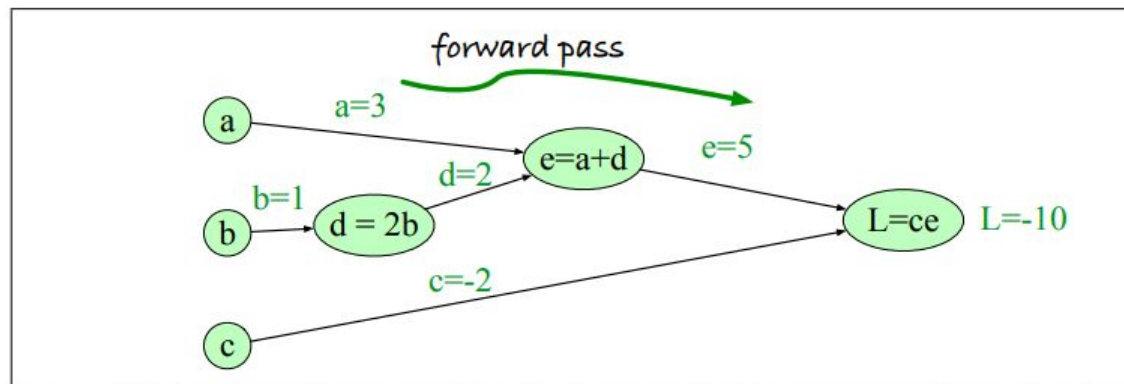 forward pass
a
a=3
e=a+d
e=5
d=2
b=1
b
d = 2b
L=ce
L=-10
c=-2
c